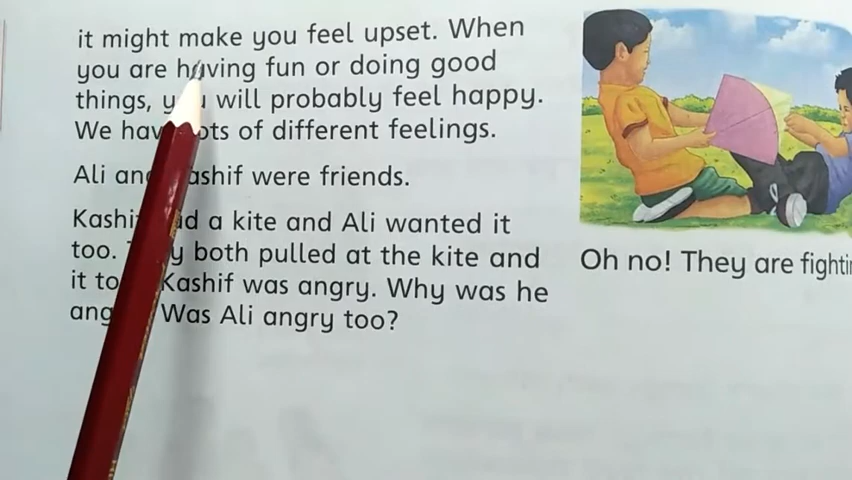 it might make you feel upset. When
you are having fun or doing good
things, you will probably feel happy.
We have lots of different feelings.
Ali and Kashif were friends.
Kashif had a kite and Ali wanted it
too. They both pulled at the kite and
it tore. Kashif was angry. Why was he
angry? Was Ali angry too?
Oh no! They are